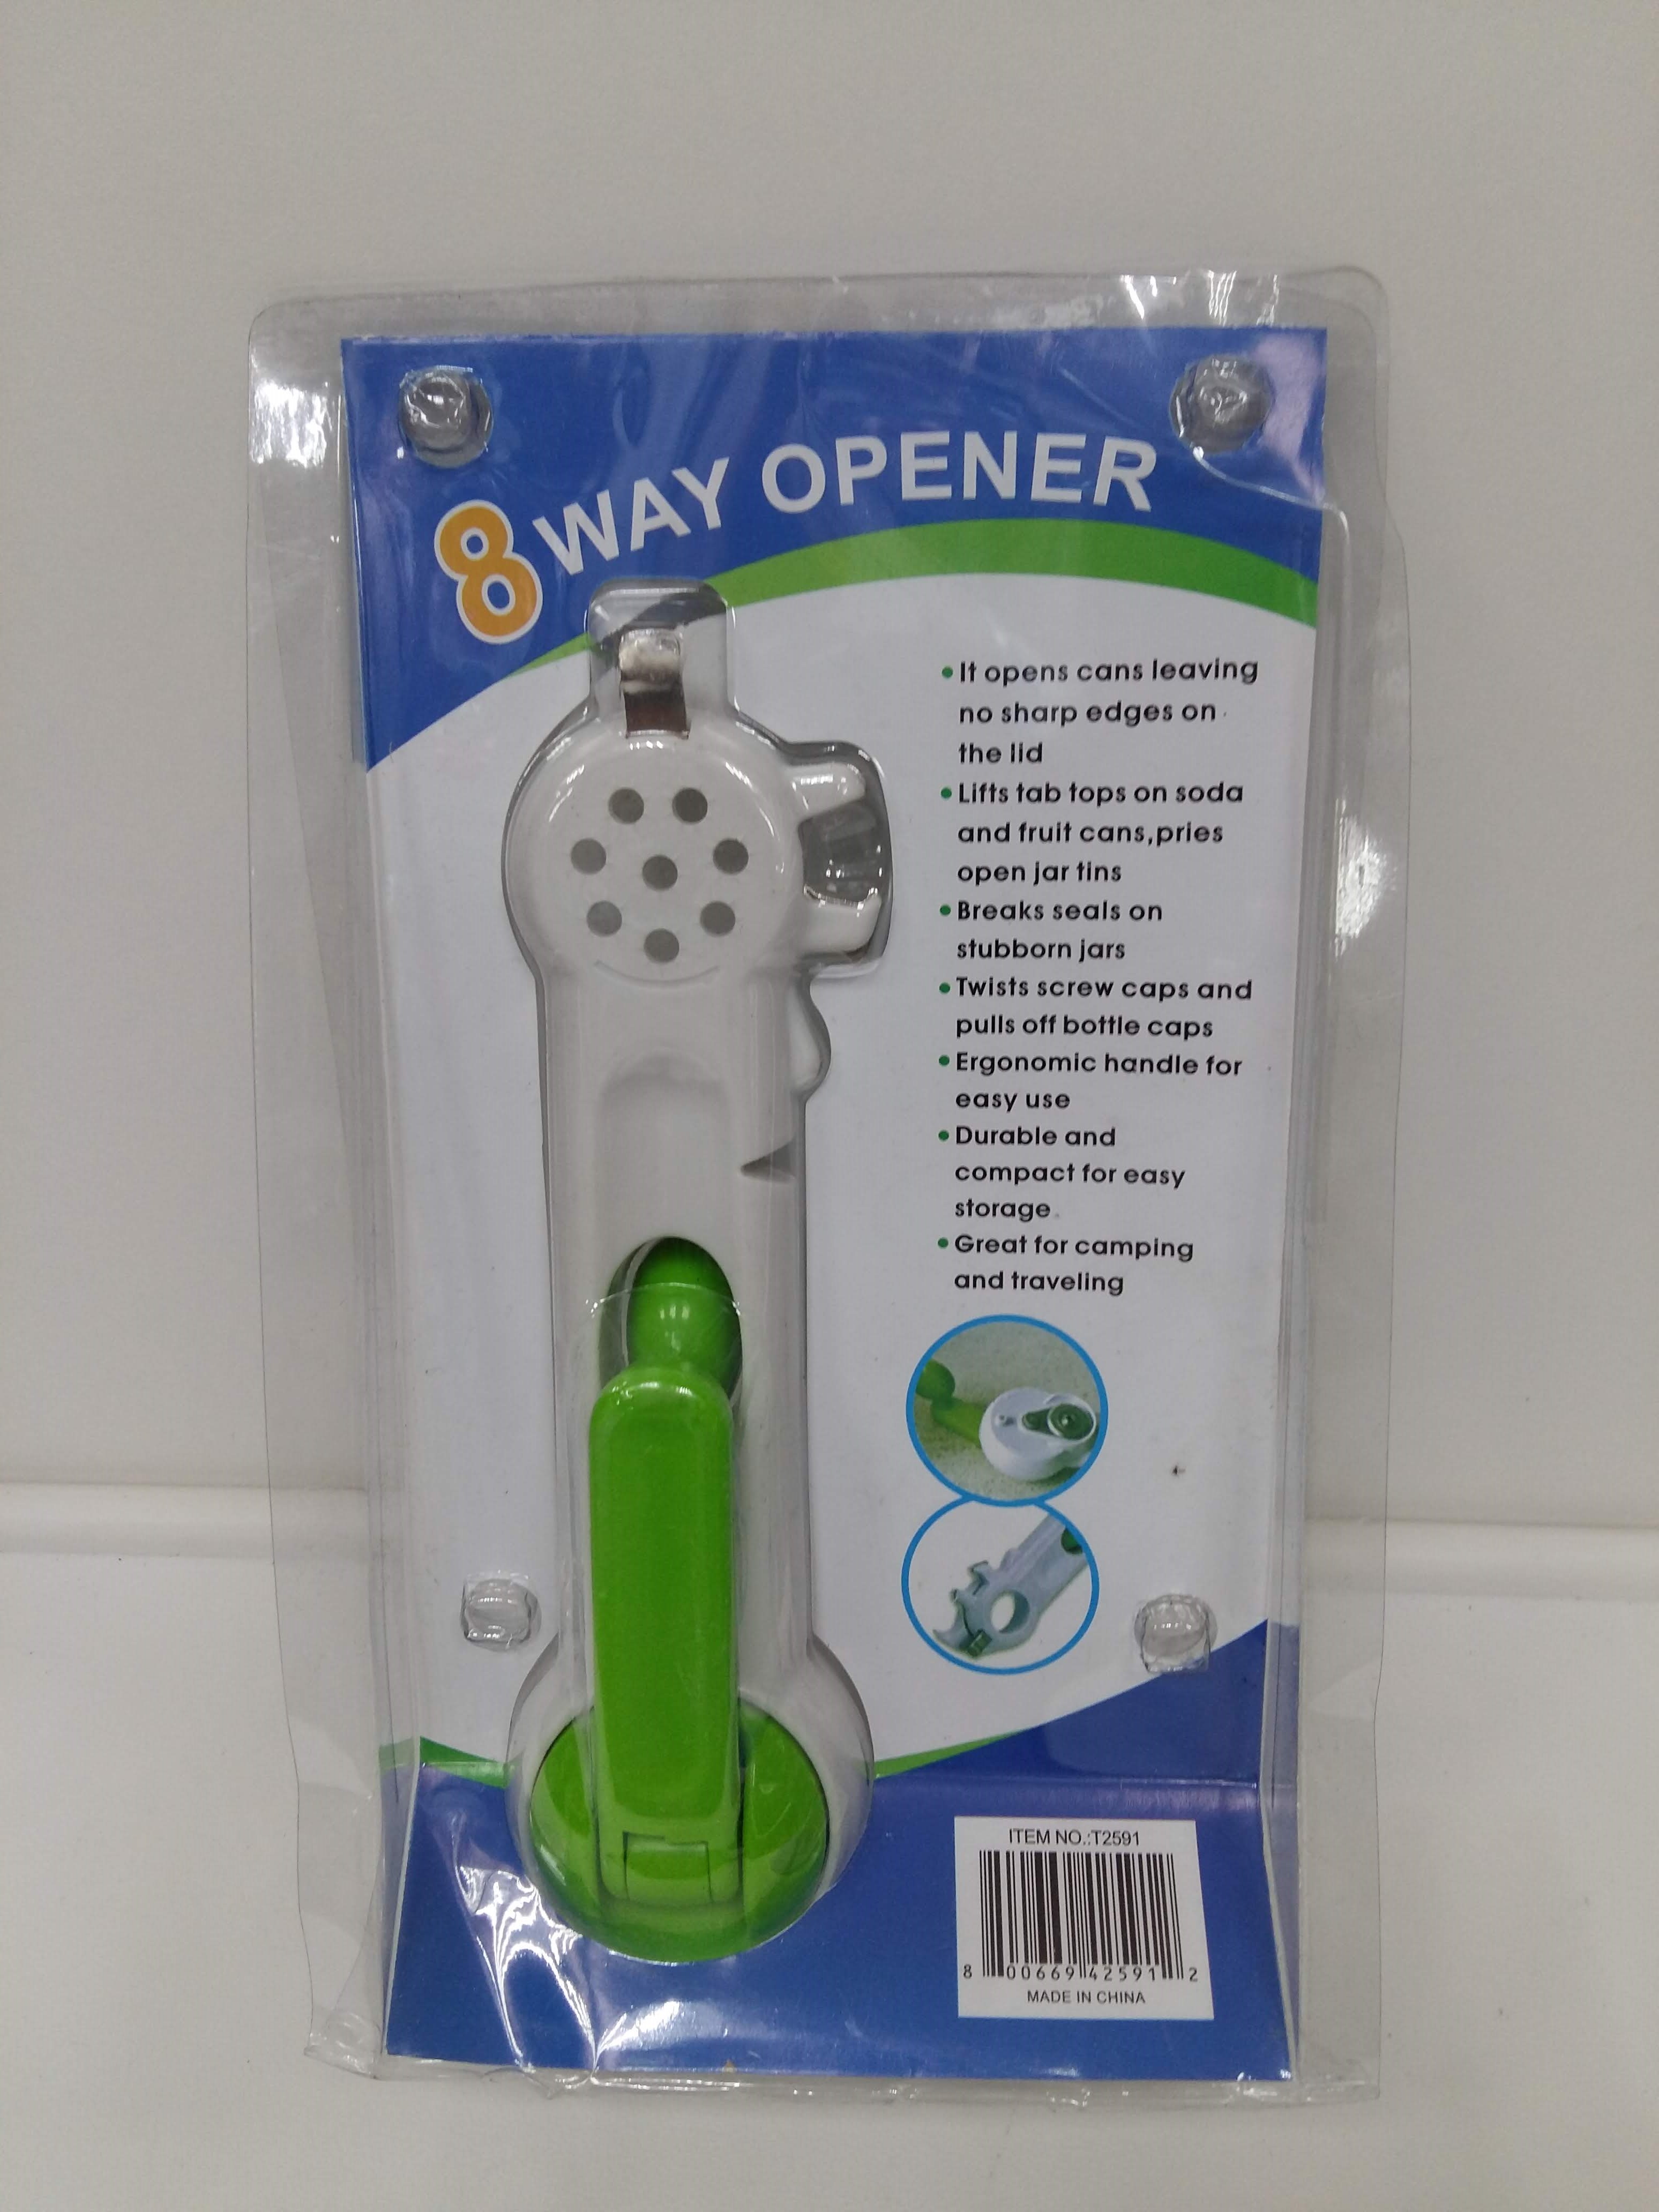 8 WAY OPENER
•It opens cans leaving
no sharp edges on
the lid
•Lifts tab tops on soda
and fruit cans,pries
open jar tins
•Breaks seals on
stubborn jars
•Twists screw caps and
pulls off bottle caps
•Ergonomic handle for
easy use
•Durable and
compact for easy
storage
•Great for camping
and traveling
ITEM NO.:T2591
8 00669 42591 2
MADE IN CHINA